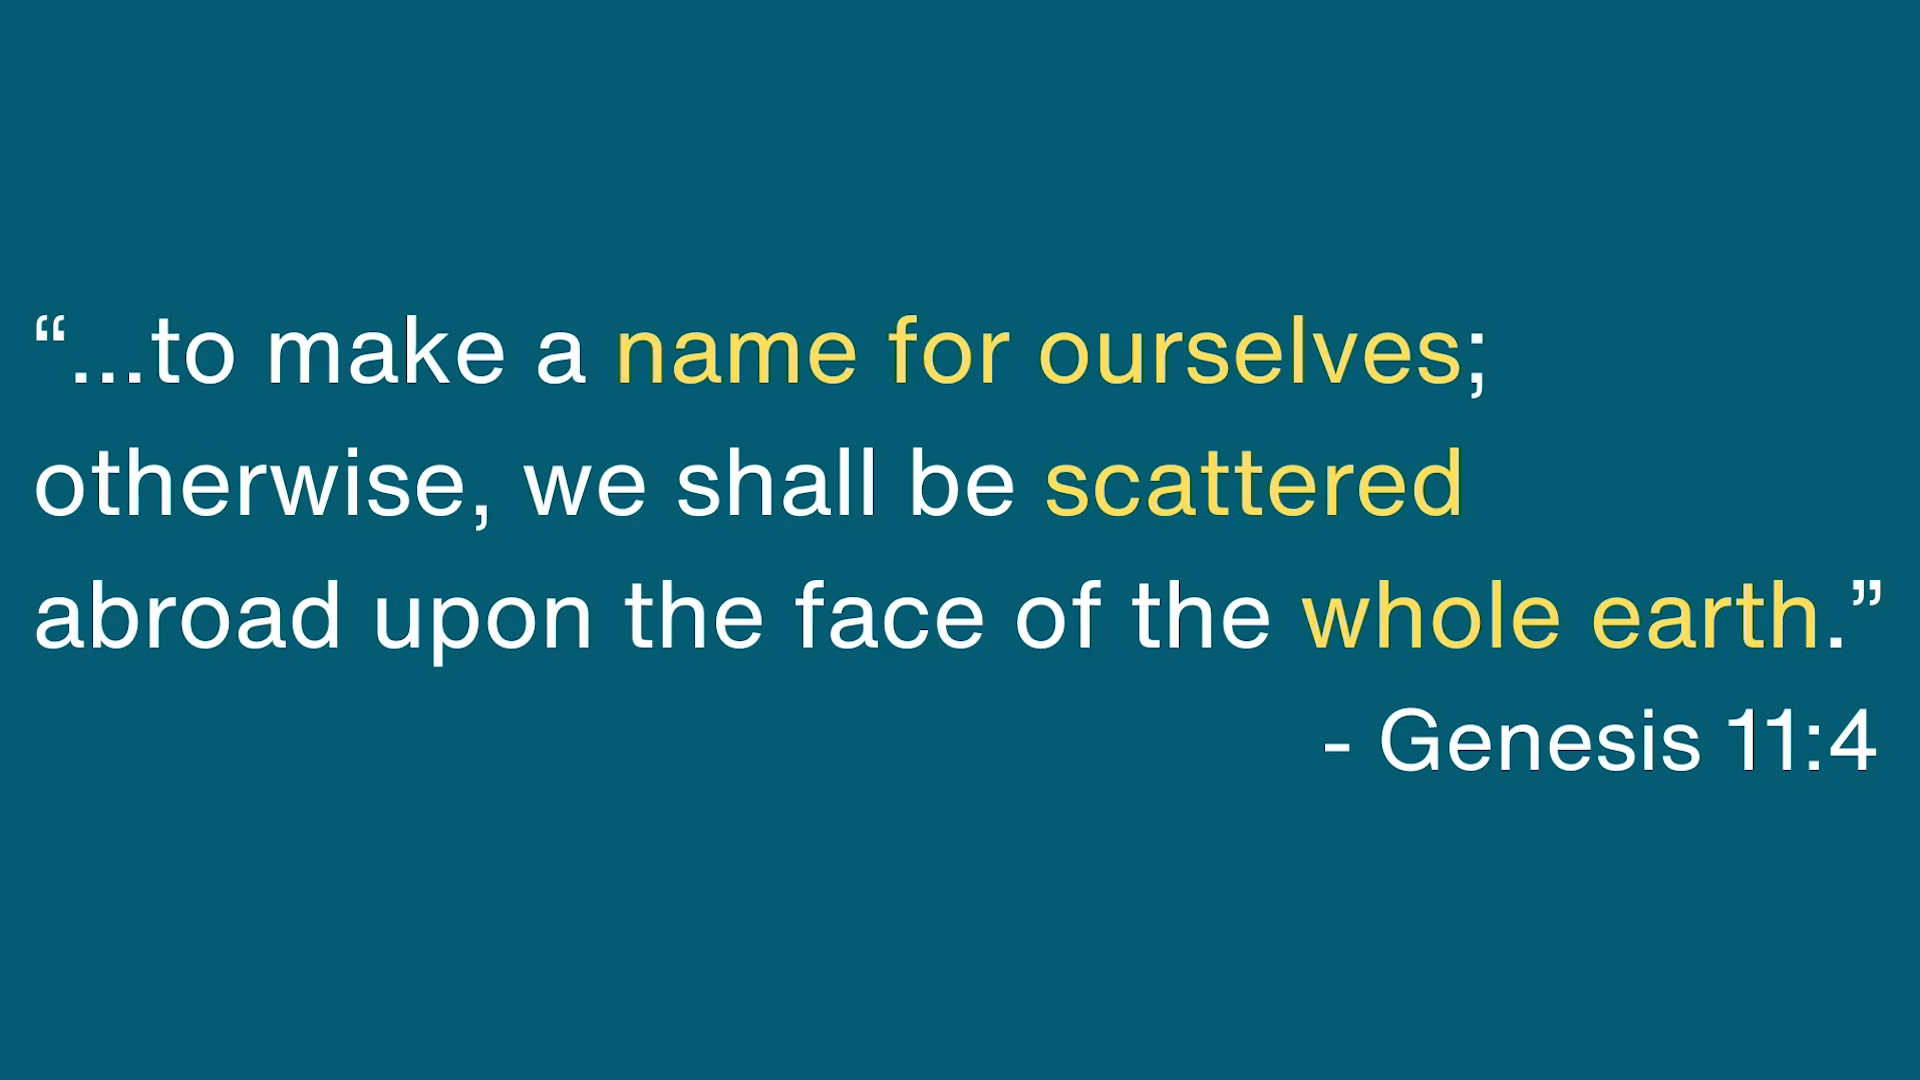 “...to make a name for ourselves;
otherwise, we shall be scattered
abroad upon the face of the whole earth.”
- Genesis 11:4